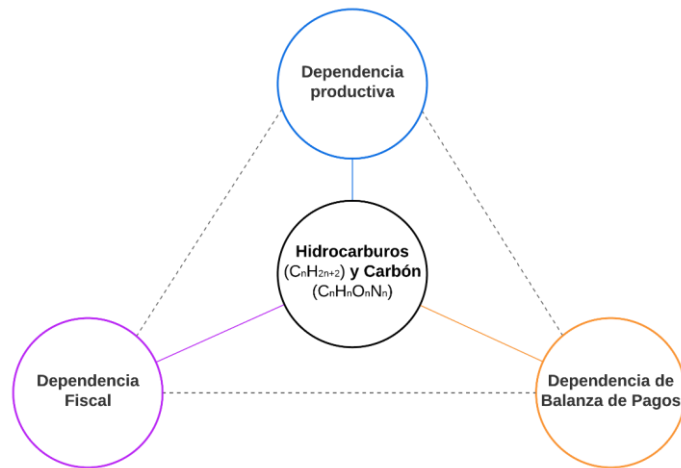 Dependencia
productiva
Hidrocarburos
(CₙH₂ₙ₊₂) y Carbón
(CₙHₙOₙNₙ)
Dependencia
Fiscal
Dependencia de
Balanza de Pagos